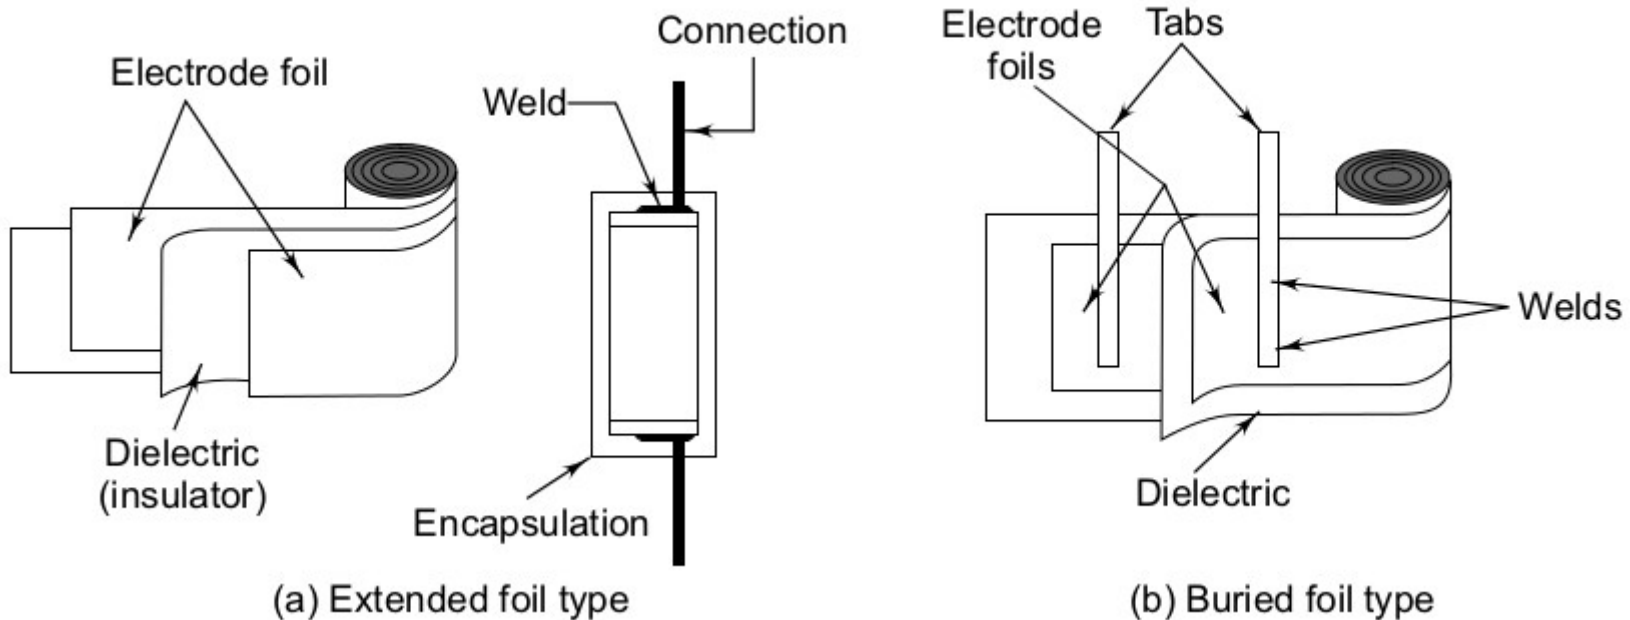 Electrode foil
Weld
Connection
Dielectric
(insulator)
Encapsulation
(a) Extended foil type
Electrode
foils
Tabs
Welds
Dielectric
(b) Buried foil type